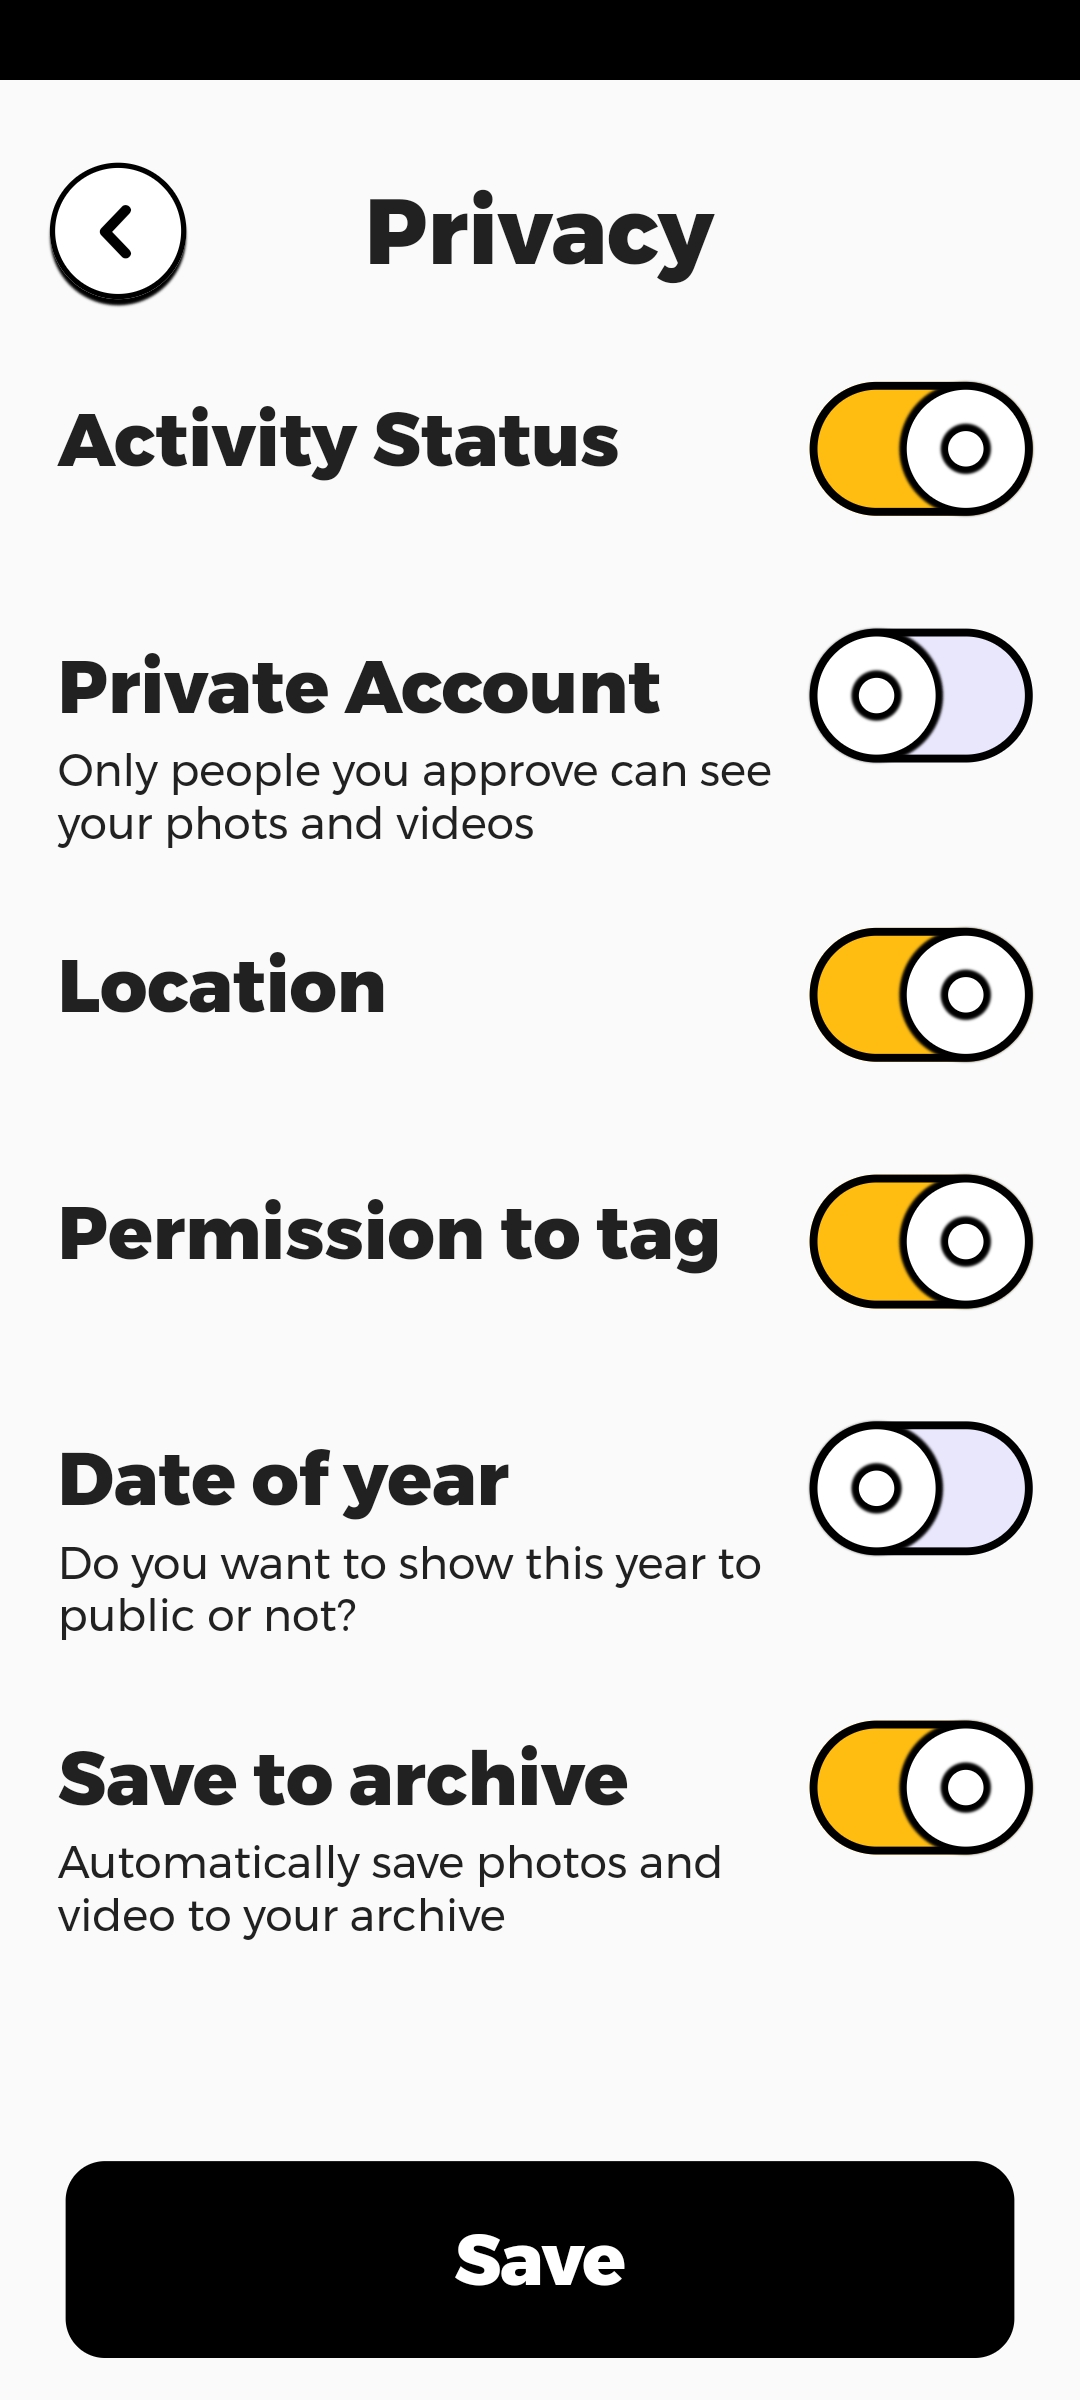 Privacy
Activity Status
Private Account
Only people you approve can see
your phots and videos
Location
Permission to tag
Date of year
Do you want to show this year to
public or not?
Save to archive
Automatically save photos and
video to your archive
Save